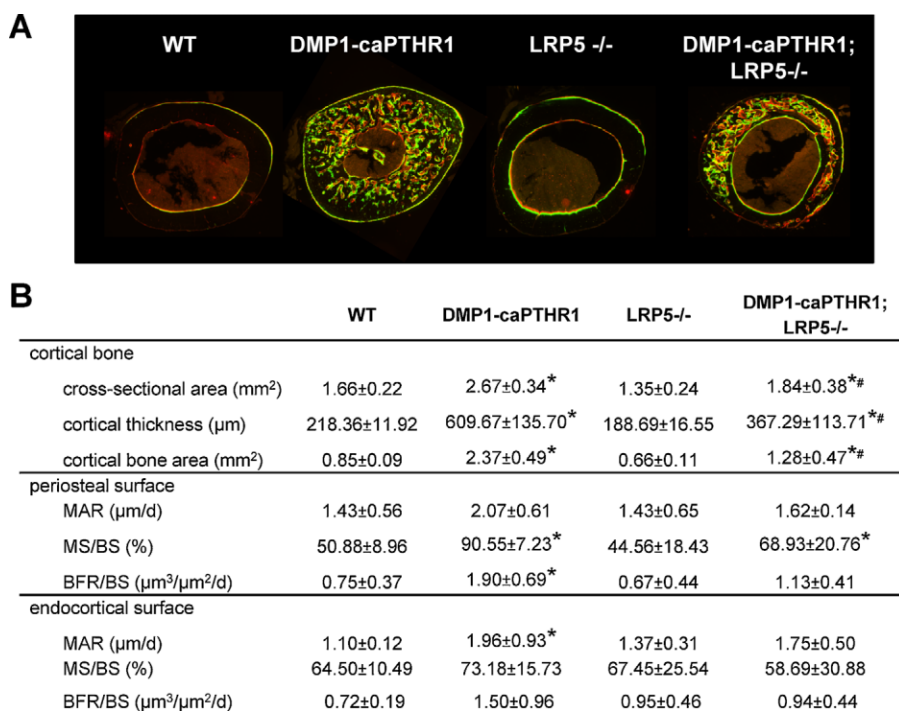 A
WT DMP1-caPTHR1 LRP5 -/- DMP1-caPTHR1;
LRP5-/-
B
WT DMP1-caPTHR1 LRP5-/- DMP1-caPTHR1;
LRP5-/-
cortical bone
cross-sectional area (mm²) 1.66±0.22 2.67±0.34* 1.35±0.24 1.84±0.38*#
cortical thickness (µm) 218.36±11.92 609.67±135.70* 188.69±16.55 367.29±113.71*#
cortical bone area (mm²) 0.85±0.09 2.37±0.49* 0.66±0.11 1.28±0.47*#
periosteal surface
MAR (µm/d) 1.43±0.56 2.07±0.61 1.43±0.65 1.62±0.14
MS/BS (%) 50.88±8.96 90.55±7.23* 44.56±18.43 68.93±20.76*
BFR/BS (µm³/µm²/d) 0.75±0.37 1.90±0.69* 0.67±0.44 1.13±0.41
endocortical surface
MAR (µm/d) 1.10±0.12 1.96±0.93* 1.37±0.31 1.75±0.50
MS/BS (%) 64.50±10.49 73.18±15.73 67.45±25.54 58.69±30.88
BFR/BS (µm³/µm²/d) 0.72±0.19 1.50±0.96 0.95±0.46 0.94±0.44